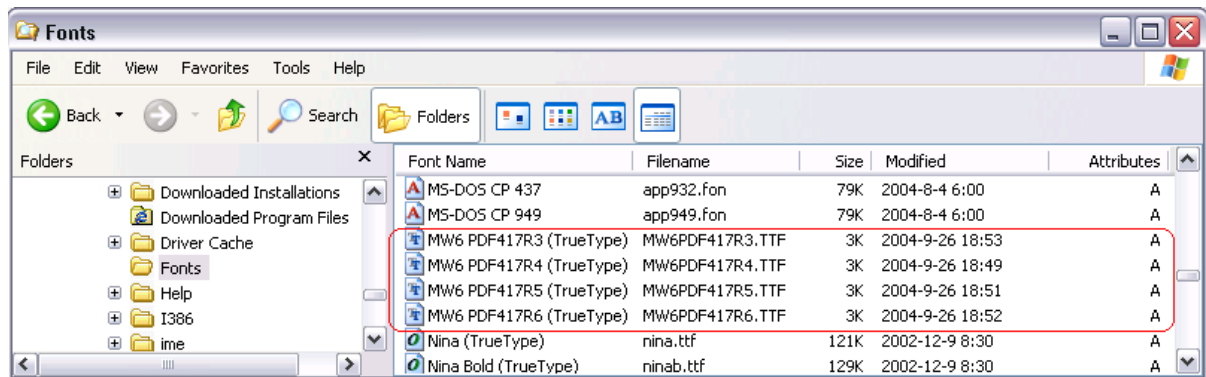 Fonts
File Edit View Favorites Tools Help
Back Search Folders AB
Folders x Font Name Filename Size Modified Attributes
Downloaded Installations MS-DOS CP 437 app932.fon 79K 2004-8-4 6:00 A
Downloaded Program Files MS-DOS CP 949 app949.fon 79K 2004-8-4 6:00 A
Driver Cache MW6 PDF417R3 (TrueType) MW6PDF417R3.TTF 3K 2004-9-26 18:53 A
Fonts MW6 PDF417R4 (TrueType) MW6PDF417R4.TTF 3K 2004-9-26 18:49 A
Help MW6 PDF417R5 (TrueType) MW6PDF417R5.TTF 3K 2004-9-26 18:51 A
I386 MW6 PDF417R6 (TrueType) MW6PDF417R6.TTF 3K 2004-9-26 18:52 A
ime Nina (TrueType) nina.ttf 121K 2002-12-9 8:30 A
Nina Bold (TrueType) ninab.ttf 129K 2002-12-9 8:30 A